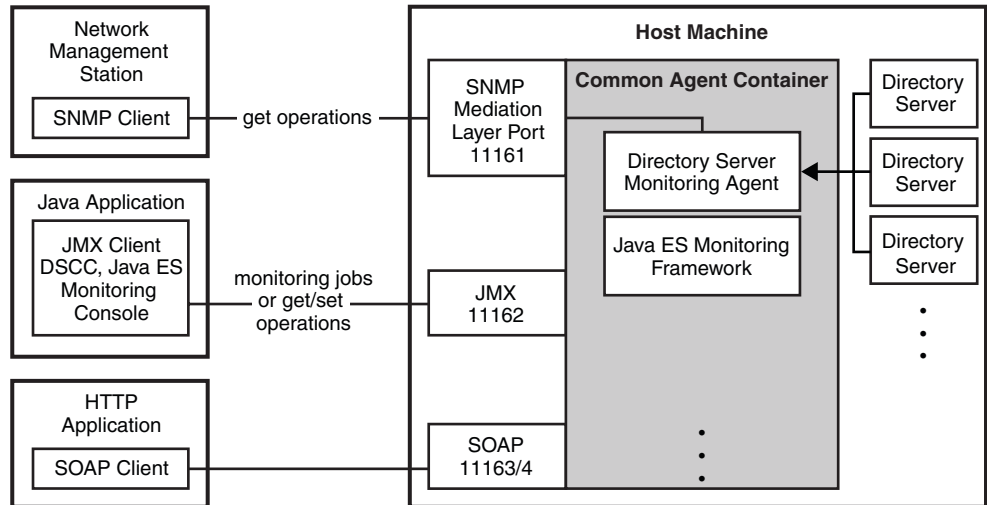 Network
Management
Station
SNMP Client
get operations
Java Application
JMX Client
DSCC, Java ES
Monitoring
Console
monitoring jobs
or get/set
operations
HTTP
Application
SOAP Client
Host Machine
SNMP
Mediation
Layer Port
11161
JMX
11162
SOAP
11163/4
Common Agent Container
Directory Server
Monitoring Agent
Java ES Monitoring
Framework
Directory
Server
Directory
Server
Directory
Server